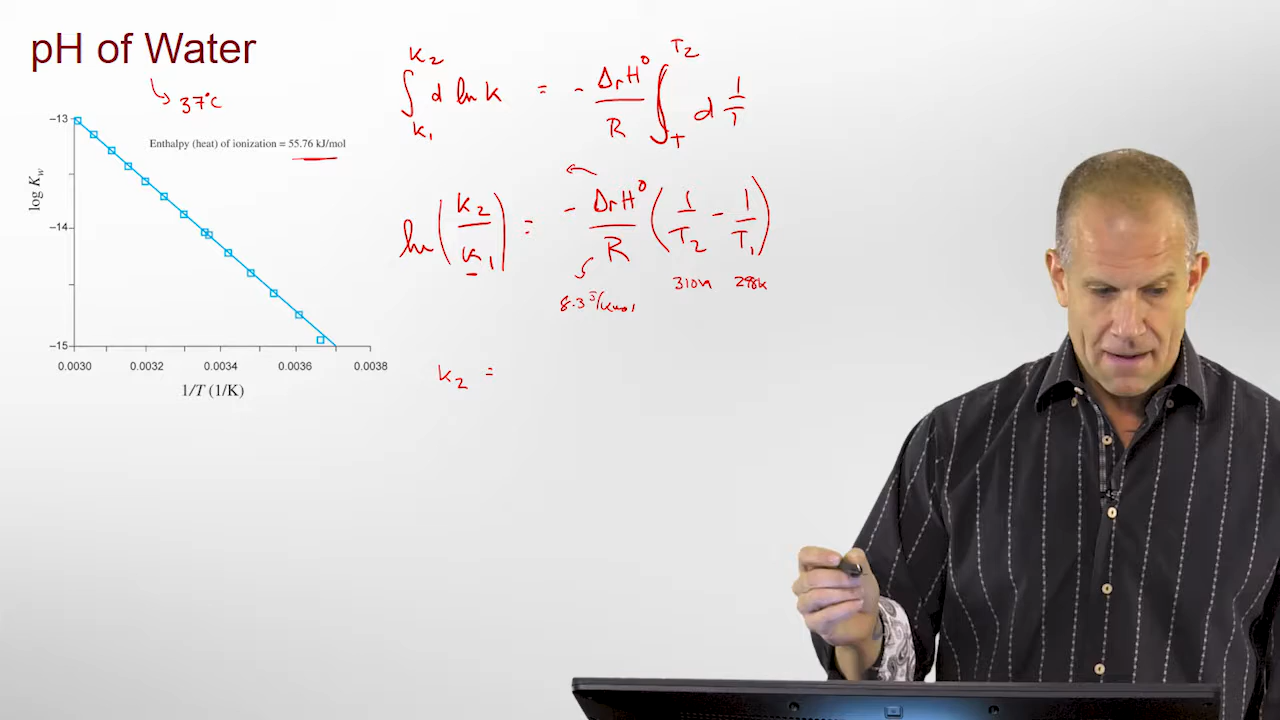 pH of Water
37°C
∫ K₁ K₂ d ln K = - ΔrH⁰/R ∫ T T₂ d 1/T
Enthalpy (heat) of ionization = 55.76 kJ/mol
ln (K₂/K₁) = - ΔrH⁰/R (1/T₂ - 1/T₁)
8.3 J/K mol 310K 298K
K₂ =
log Kw
-13
-14
-15
0.0030 0.0032 0.0034 0.0036 0.0038
1/T (1/K)